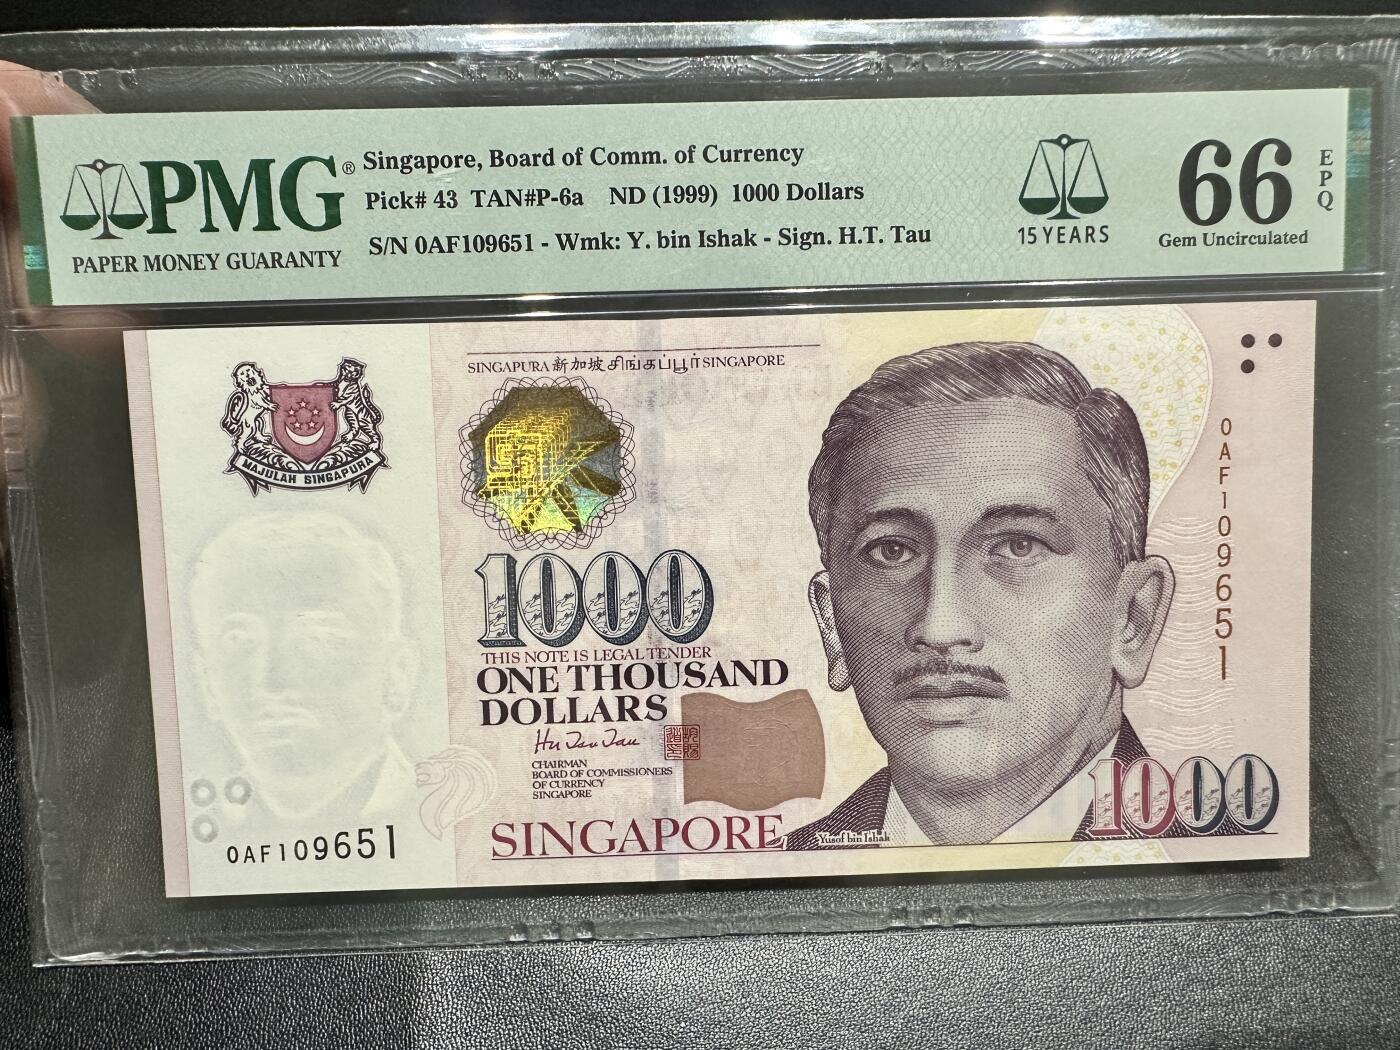 PMG®
PAPER MONEY GUARANTY
Singapore, Board of Comm. of Currency
Pick# 43 TAN#P-6a ND (1999) 1000 Dollars
S/N 0AF109651 - Wmk: Y. bin Ishak - Sign. H.T. Tau
15 YEARS
66
EPQ
Gem Uncirculated
MAJULAH SINGAPURA
SINGAPURA 新加坡 சிங்கப்பூர் SINGAPORE
1000
THIS NOTE IS LEGAL TENDER
ONE THOUSAND
DOLLARS
Hu Tsu Tau
CHAIRMAN
BOARD OF COMMISSIONERS
OF CURRENCY
SINGAPORE
SINGAPORE
Yusof bin Ishak
0AF109651
0AF109651
1000